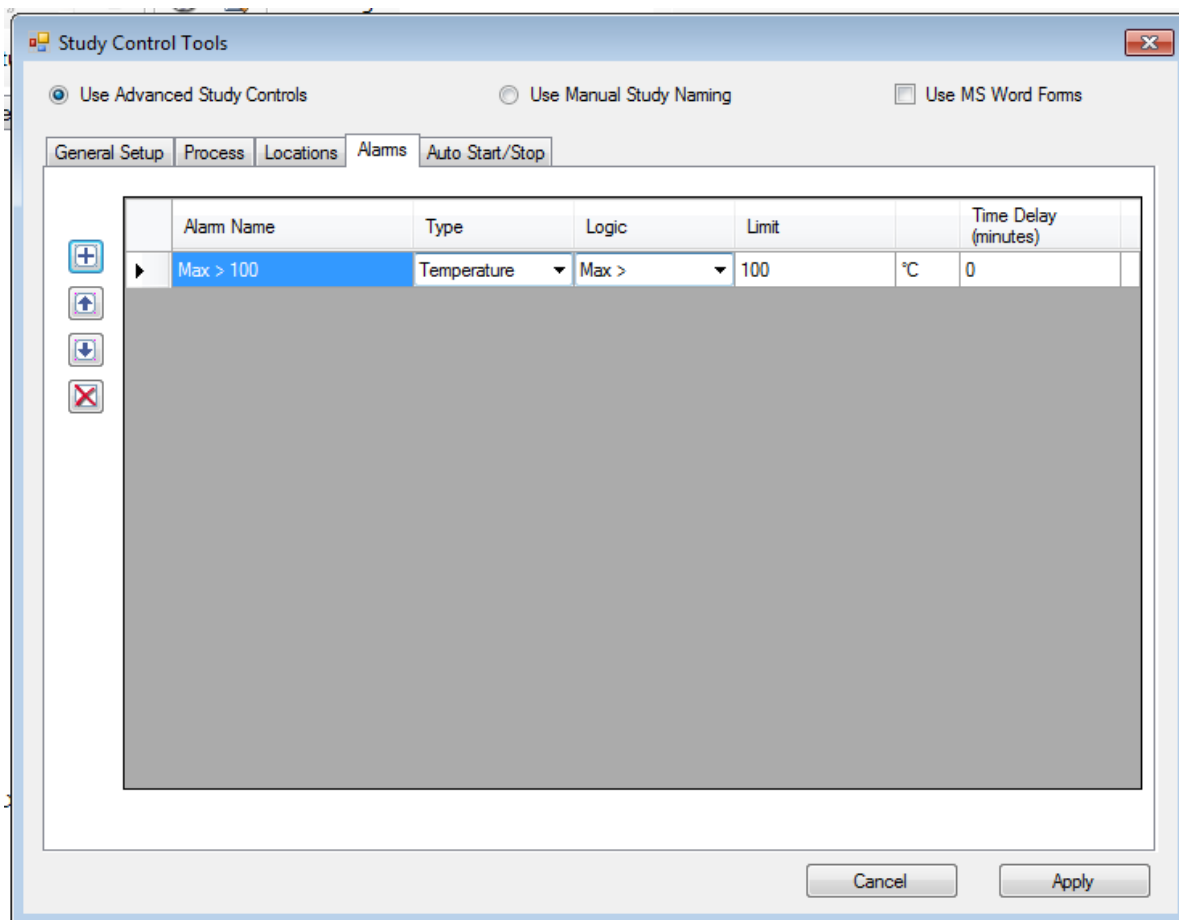 Study Control Tools
Use Advanced Study Controls Use Manual Study Naming Use MS Word Forms
General Setup Process Locations Alarms Auto Start/Stop
Alarm Name Type Logic Limit Time Delay
(minutes)
Max > 100 Temperature Max > 100 °C 0
Cancel Apply